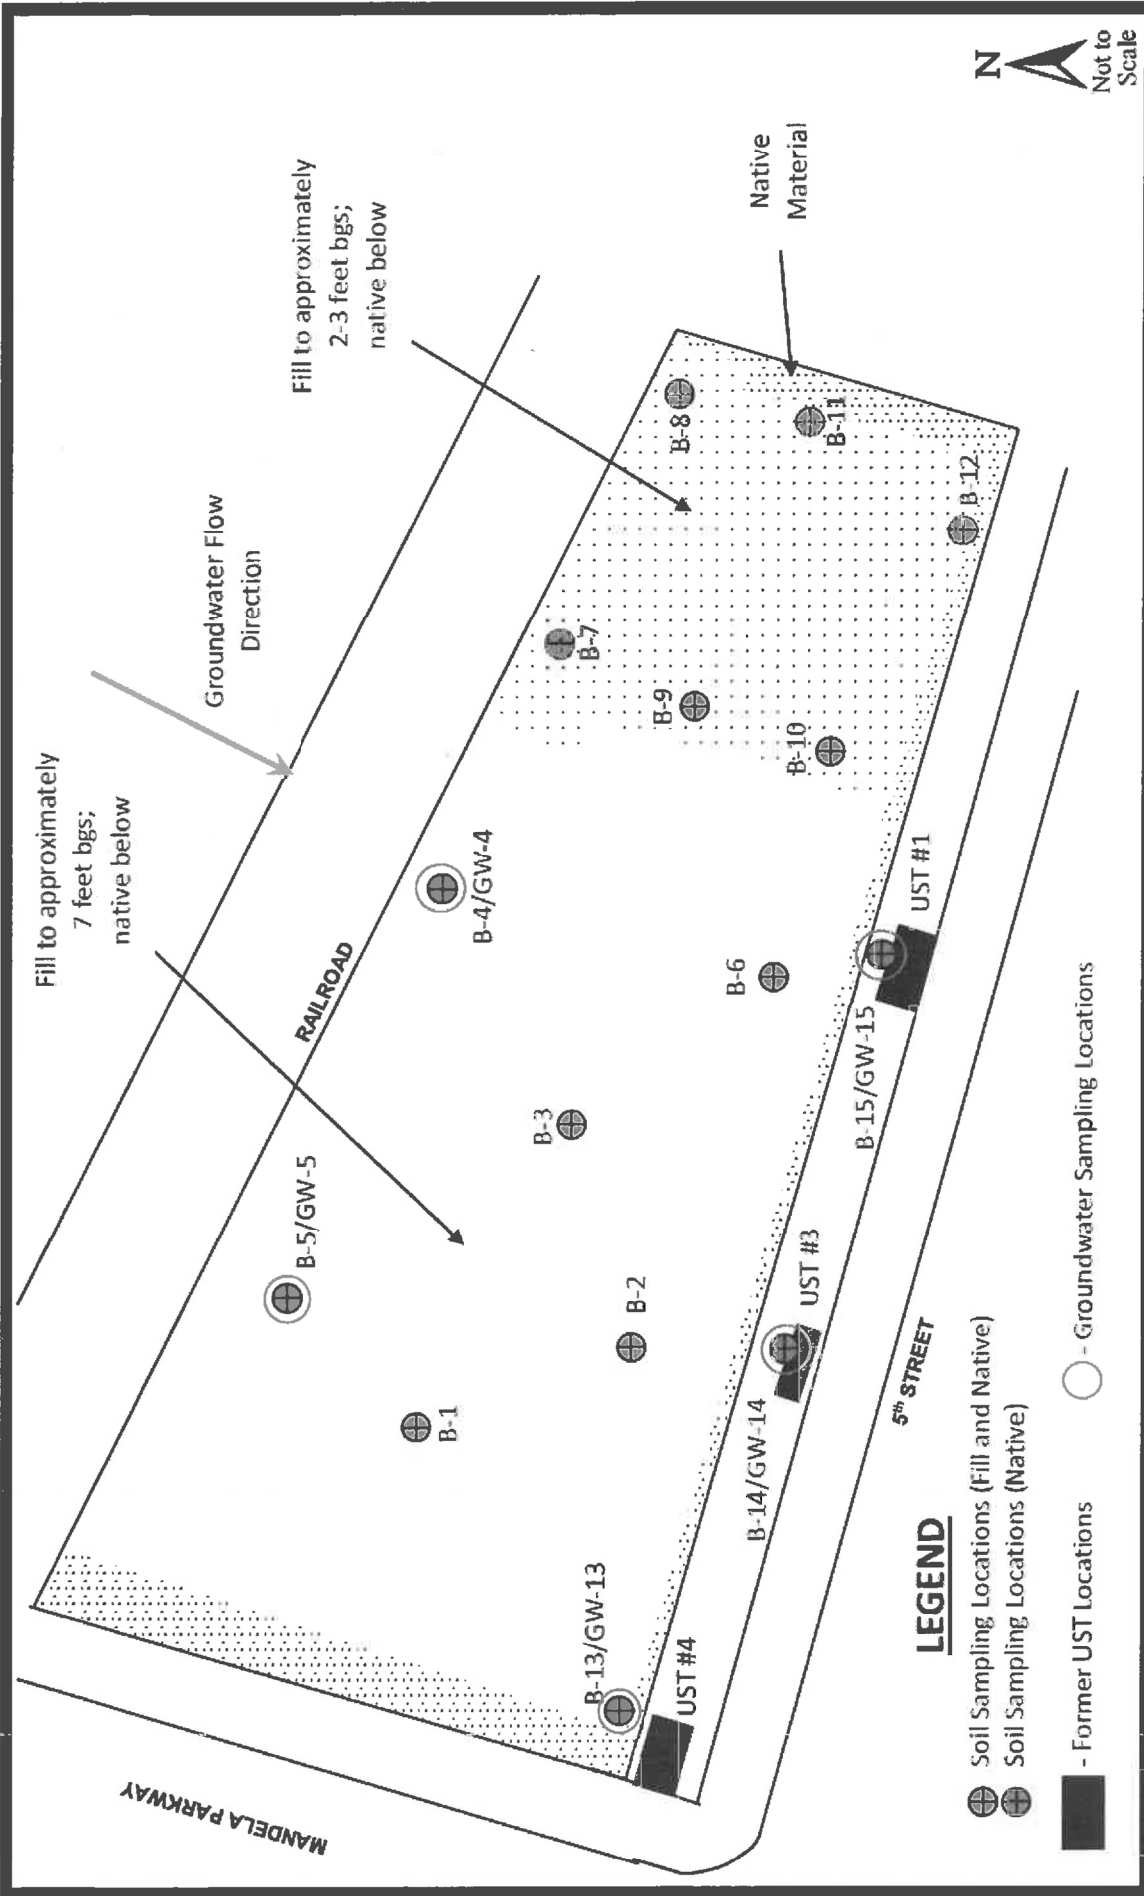 Fill to approximately
7 feet bgs;
native below
Groundwater Flow
Direction
Fill to approximately
2-3 feet bgs;
native below
Native
Material
N
Not to
Scale
MANDELA PARKWAY
RAILROAD
B-5/GW-5
B-4/GW-4
B-7
B-8
B-1
B-3
B-9
B-2
B-6
B-10
B-11
B-12
B-13/GW-13
UST #4
B-14/GW-14
UST #3
B-15/GW-15
UST #1
5th STREET
LEGEND
Soil Sampling Locations (Fill and Native)
Soil Sampling Locations (Native)
- Former UST Locations
- Groundwater Sampling Locations